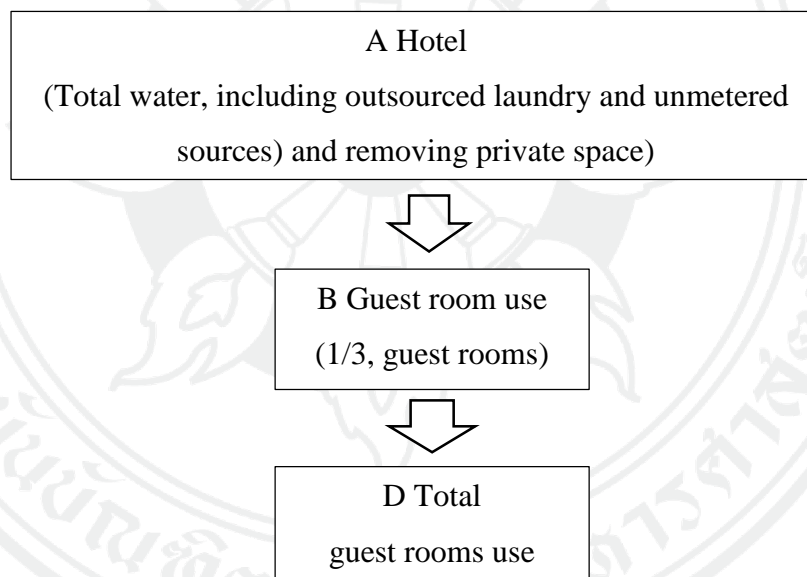 A Hotel
(Total water, including outsourced laundry and unmetered
sources) and removing private space)
B Guest room use
(1/3, guest rooms)
D Total
guest rooms use